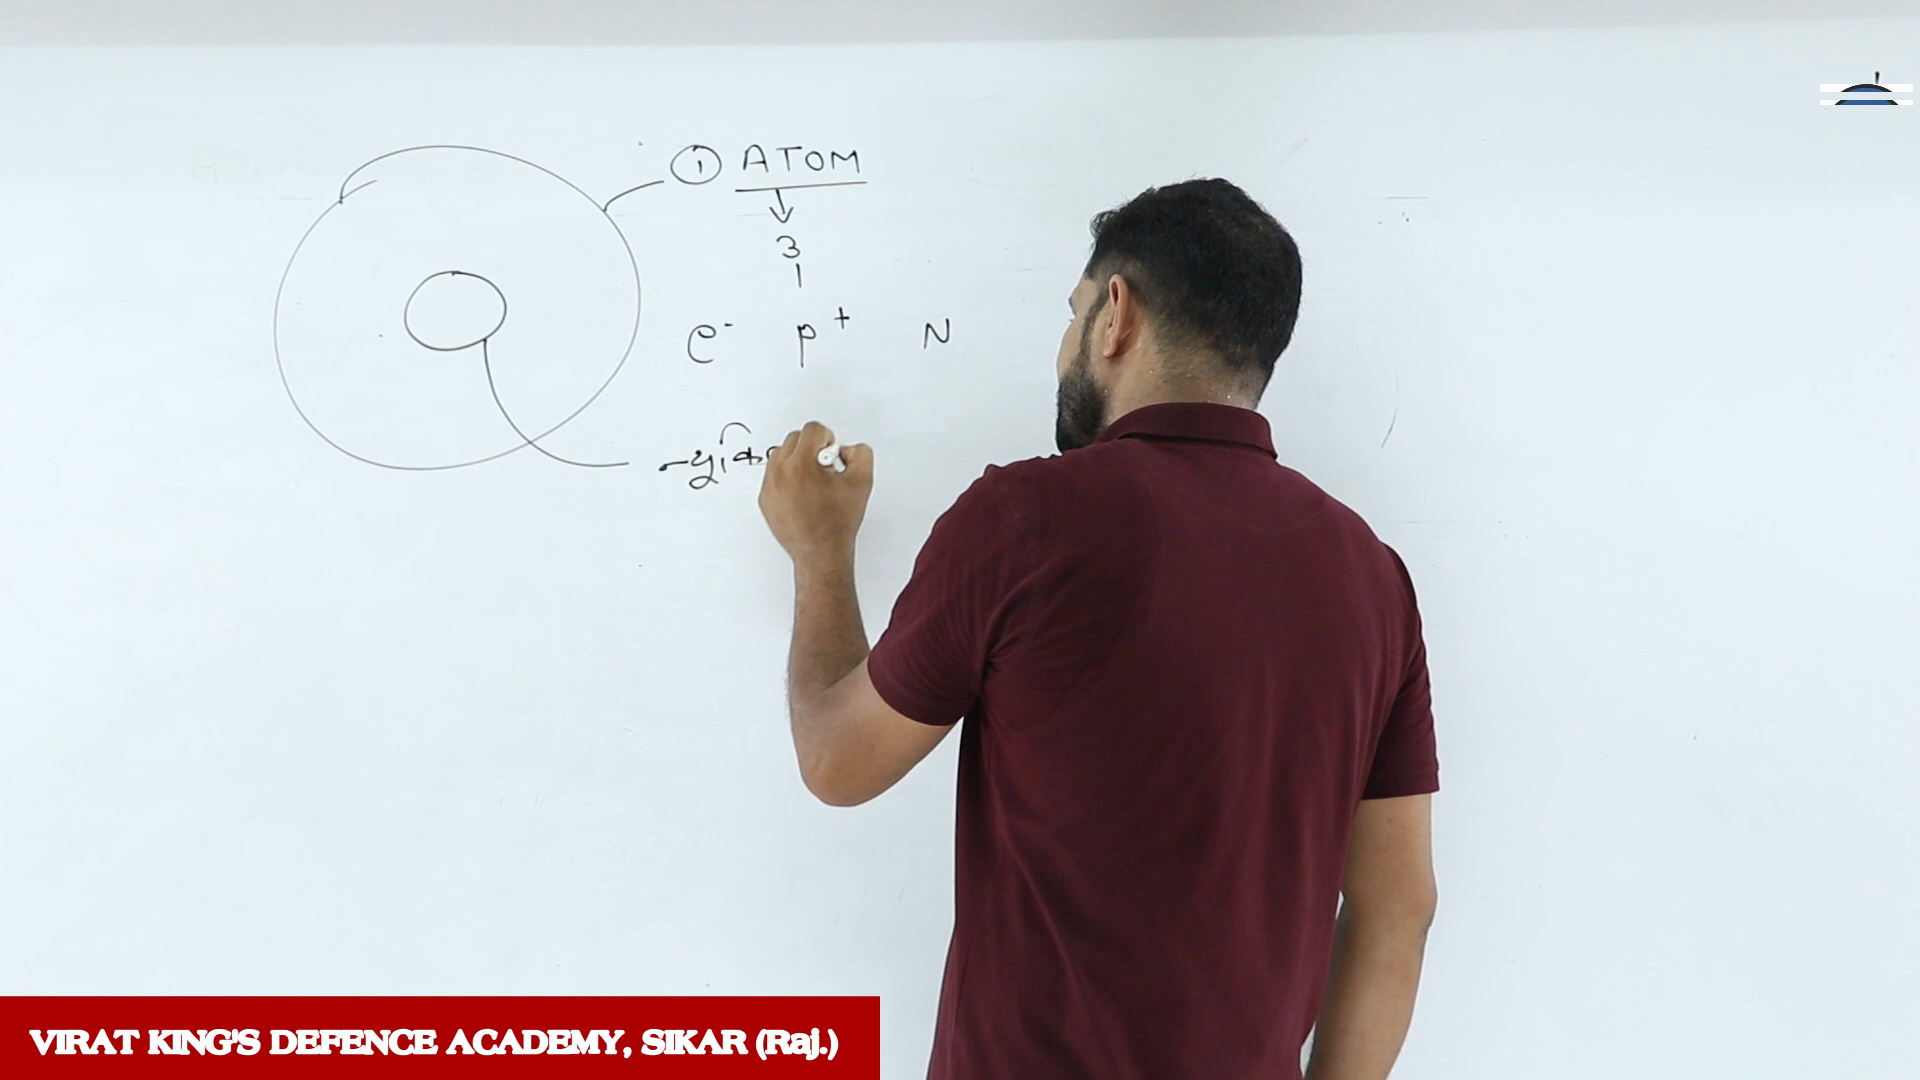 ① ATOM
3
e⁻ p⁺ N
VIRAT KING'S DEFENCE ACADEMY, SIKAR (Raj.)